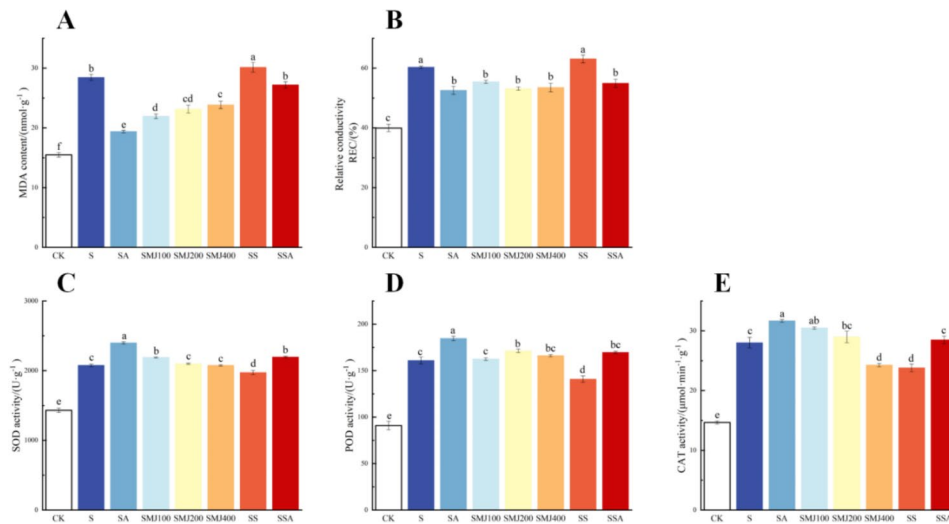 A
MDA content/(nmol·g⁻¹)
30
20
10
0
f
b
e
d
cd
c
a
b
CK S SA SMJ100 SMJ200 SMJ400 SS SSA
B
Relative conductivity
REC/(%)
60
40
20
0
c
a
b
b
b
b
a
b
CK S SA SMJ100 SMJ200 SMJ400 SS SSA
C
SOD activity/(U·g⁻¹)
3000
2000
1000
0
e
c
a
b
c
c
d
b
CK S SA SMJ100 SMJ200 SMJ400 SS SSA
D
POD activity/(U·g⁻¹)
200
150
100
50
0
e
c
a
c
b
bc
d
bc
CK S SA SMJ100 SMJ200 SMJ400 SS SSA
E
CAT activity/(μmol·min⁻¹·g⁻¹)
30
20
10
0
e
c
a
ab
bc
d
d
c
CK S SA SMJ100 SMJ200 SMJ400 SS SSA